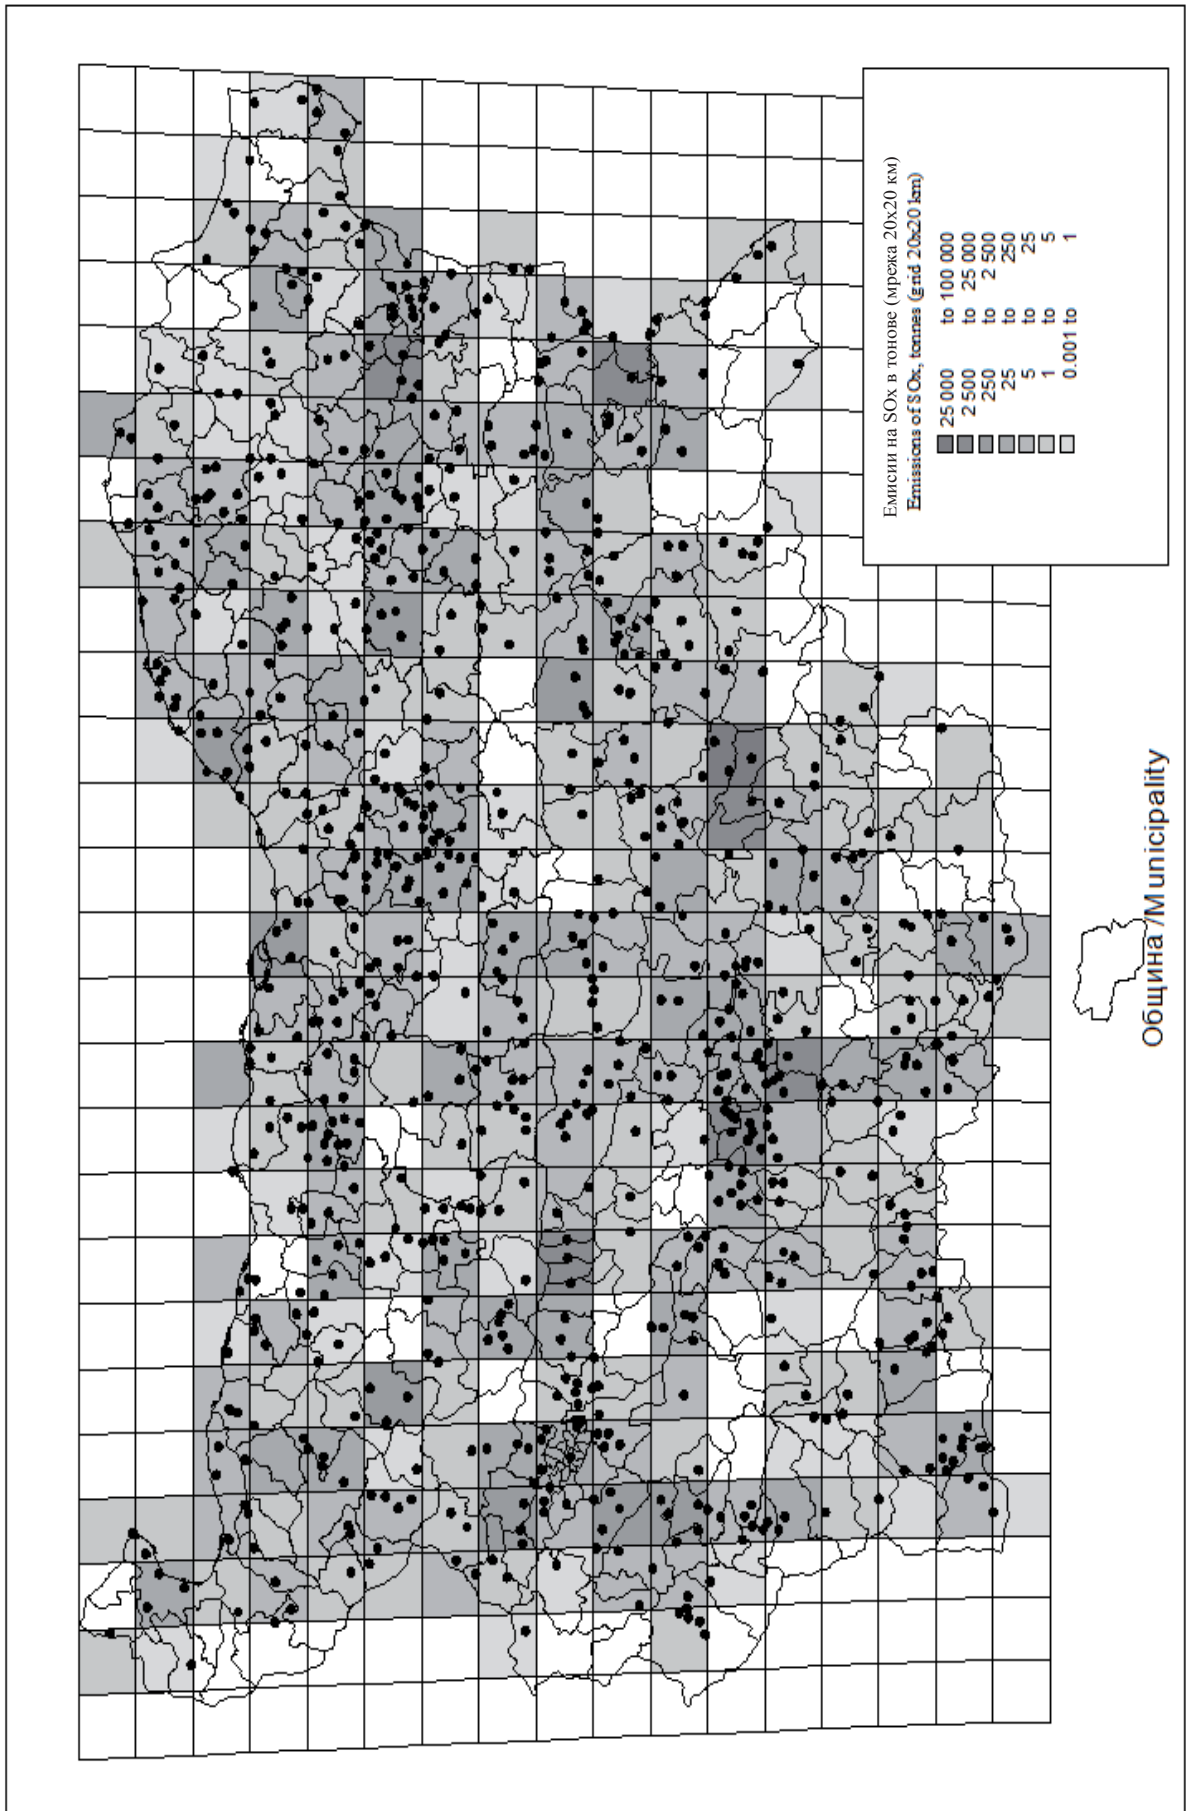 Емисии на SOx в тонове (мрежа 20x20 км)
Emissions of SOx, tonnes (grid 20x20 km)
25 000 to 100 000
2 500 to 25 000
250 to 2 500
25 to 250
5 to 25
1 to 5
0.001 to 1
Община /Municipality